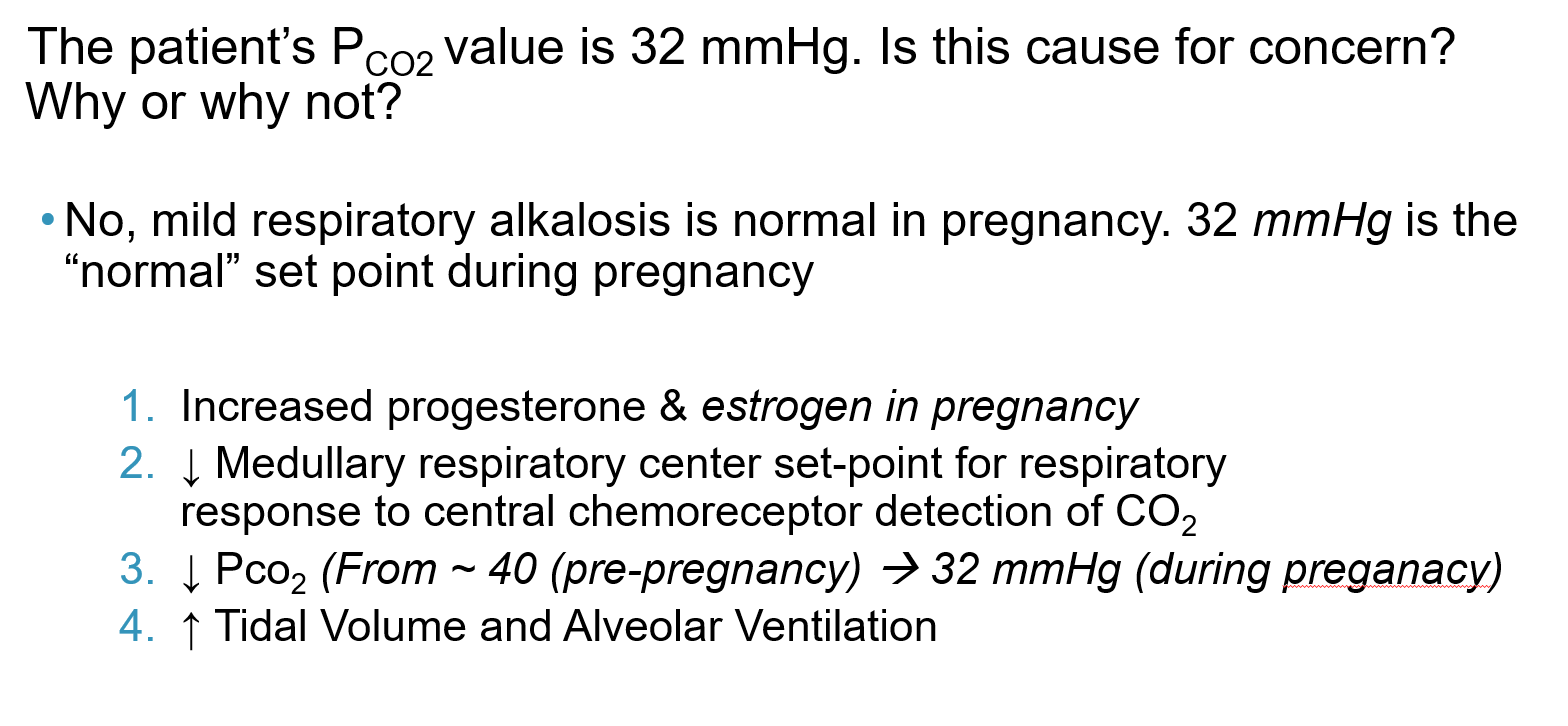 The patient’s PCO2 value is 32 mmHg. Is this cause for concern?
Why or why not?
• No, mild respiratory alkalosis is normal in pregnancy. 32 mmHg is the
“normal” set point during pregnancy
1. Increased progesterone & estrogen in pregnancy
2. ↓ Medullary respiratory center set-point for respiratory
response to central chemoreceptor detection of CO2
3. ↓ Pco2 (From ~ 40 (pre-pregnancy) → 32 mmHg (during preganacy)
4. ↑ Tidal Volume and Alveolar Ventilation